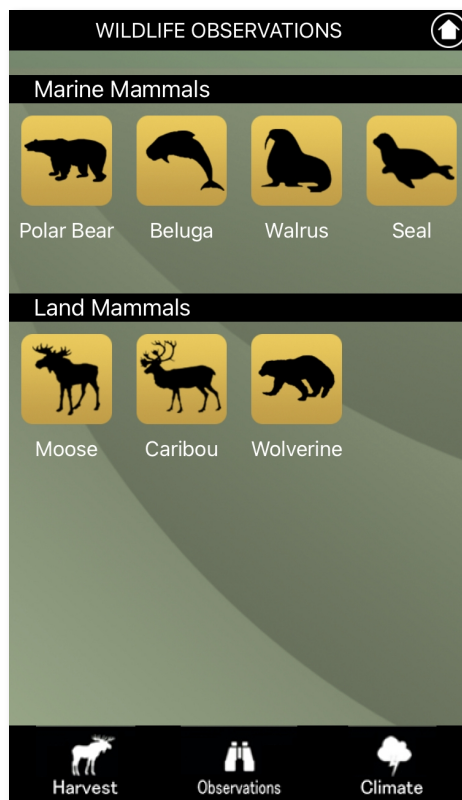 WILDLIFE OBSERVATIONS
Marine Mammals
Polar Bear Beluga Walrus Seal
Land Mammals
Moose Caribou Wolverine
Harvest Observations Climate